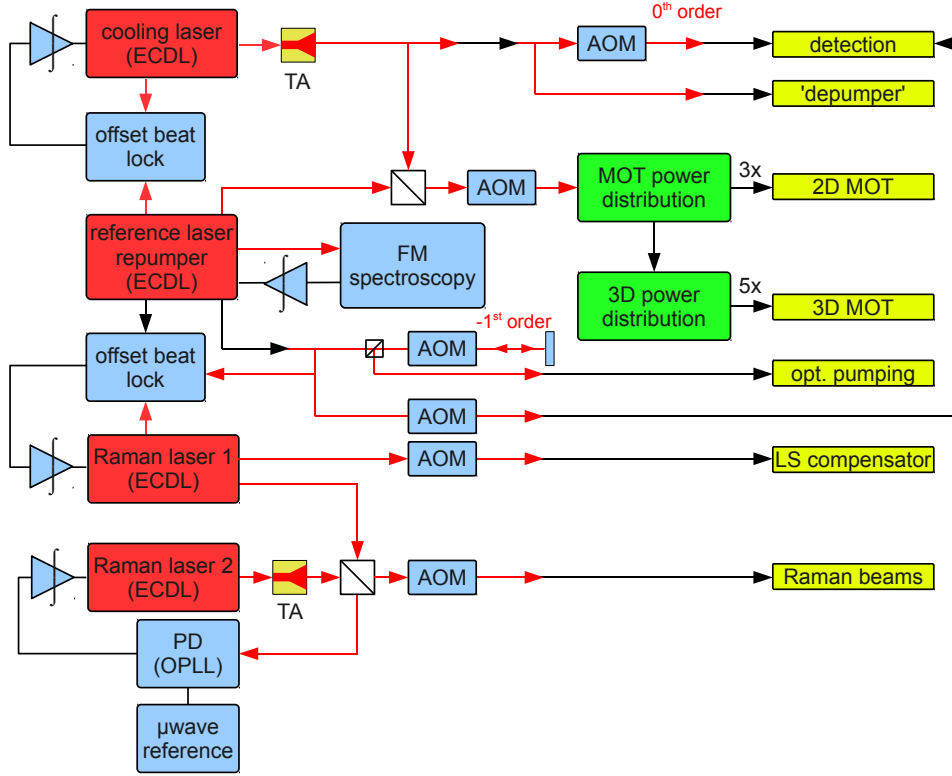 cooling laser
(ECDL)
∫
TA
0th order
AOM
detection
'depumper'
offset beat
lock
AOM
MOT power
distribution
3x
2D MOT
reference laser
repumper
(ECDL)
∫
FM
spectroscopy
3D power
distribution
5x
3D MOT
-1st order
offset beat
lock
AOM
opt. pumping
AOM
∫
Raman laser 1
(ECDL)
AOM
LS compensator
∫
Raman laser 2
(ECDL)
TA
AOM
Raman beams
PD
(OPLL)
µwave
reference